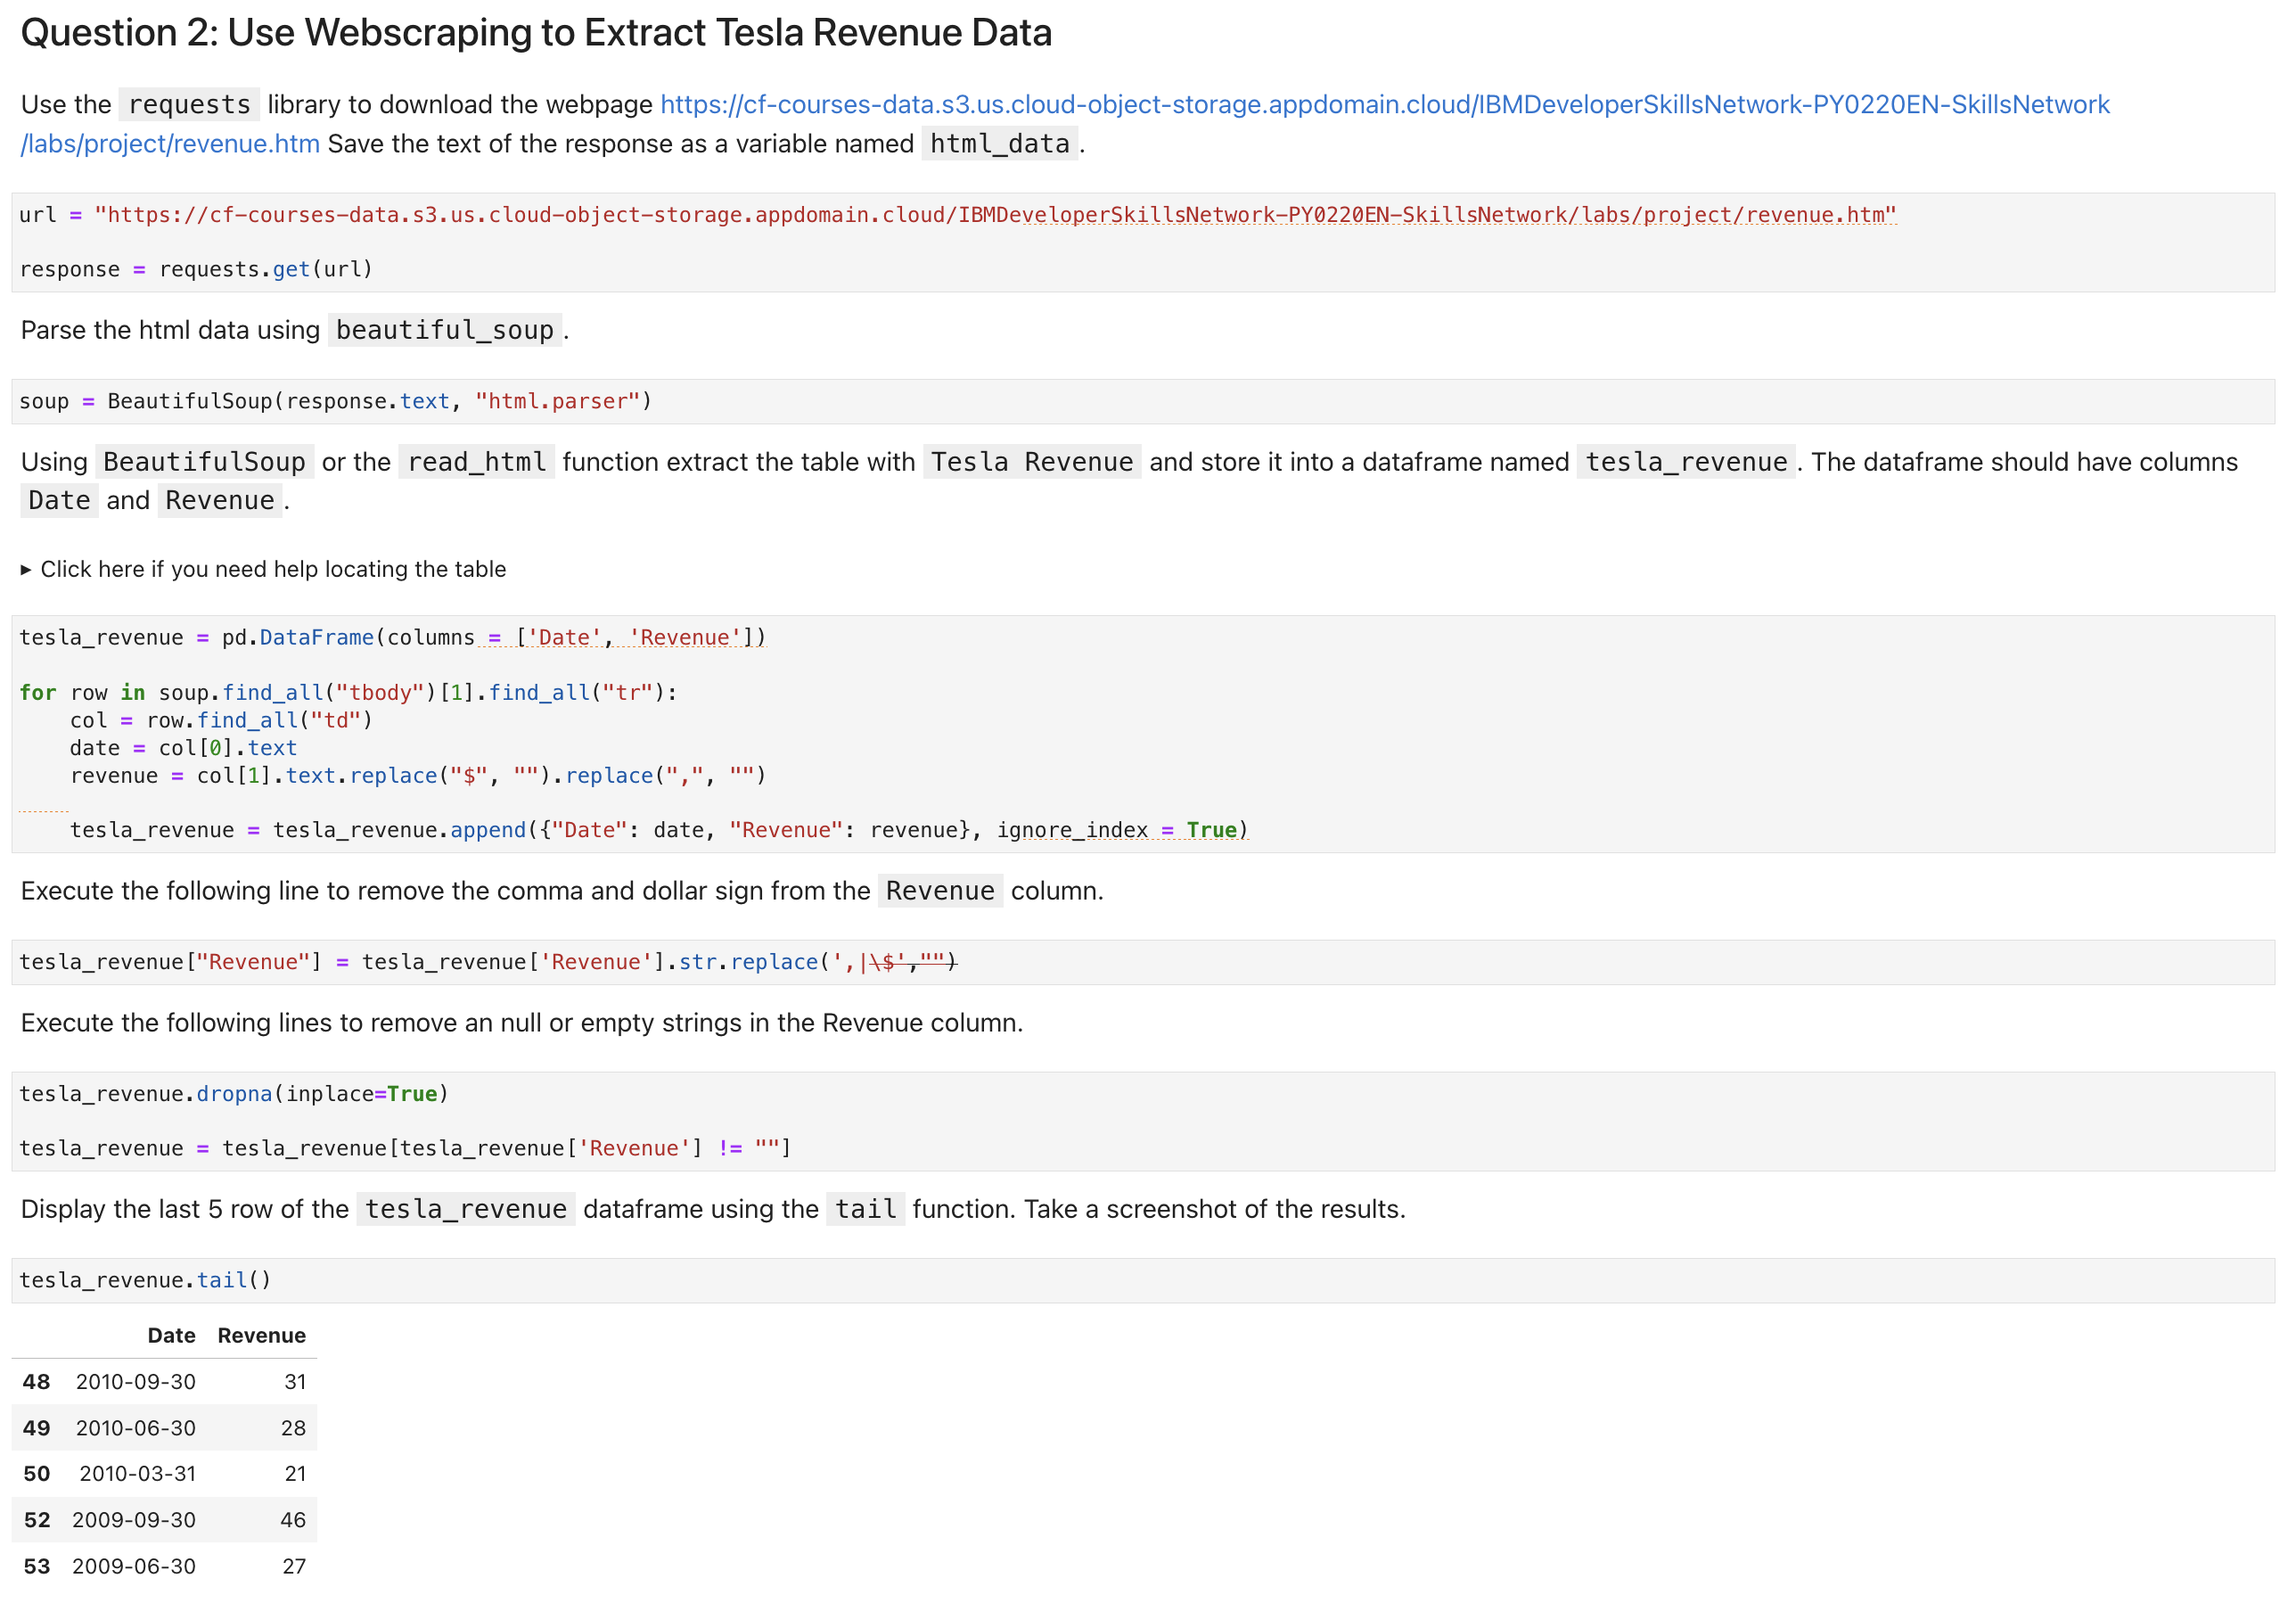 Question 2: Use Webscraping to Extract Tesla Revenue Data
Use the requests library to download the webpage https://cf-courses-data.s3.us.cloud-object-storage.appdomain.cloud/IBMDeveloperSkillsNetwork-PY0220EN-SkillsNetwork
/labs/project/revenue.htm Save the text of the response as a variable named html_data.
url = "https://cf-courses-data.s3.us.cloud-object-storage.appdomain.cloud/IBMDeveloperSkillsNetwork-PY0220EN-SkillsNetwork/labs/project/revenue.htm"
response = requests.get(url)
Parse the html data using beautiful_soup.
soup = BeautifulSoup(response.text, "html.parser")
Using BeautifulSoup or the read_html function extract the table with Tesla Revenue and store it into a dataframe named tesla_revenue. The dataframe should have columns
Date and Revenue.
▸ Click here if you need help locating the table
tesla_revenue = pd.DataFrame(columns = ['Date', 'Revenue'])
for row in soup.find_all("tbody")[1].find_all("tr"):
    col = row.find_all("td")
    date = col[0].text
    revenue = col[1].text.replace("$", "").replace(",", "")
    tesla_revenue = tesla_revenue.append({"Date": date, "Revenue": revenue}, ignore_index = True)
Execute the following line to remove the comma and dollar sign from the Revenue column.
tesla_revenue["Revenue"] = tesla_revenue['Revenue'].str.replace(',|\$',"")
Execute the following lines to remove an null or empty strings in the Revenue column.
tesla_revenue.dropna(inplace=True)
tesla_revenue = tesla_revenue[tesla_revenue['Revenue'] != ""]
Display the last 5 row of the tesla_revenue dataframe using the tail function. Take a screenshot of the results.
tesla_revenue.tail()
Date Revenue
48 2010-09-30 31
49 2010-06-30 28
50 2010-03-31 21
52 2009-09-30 46
53 2009-06-30 27